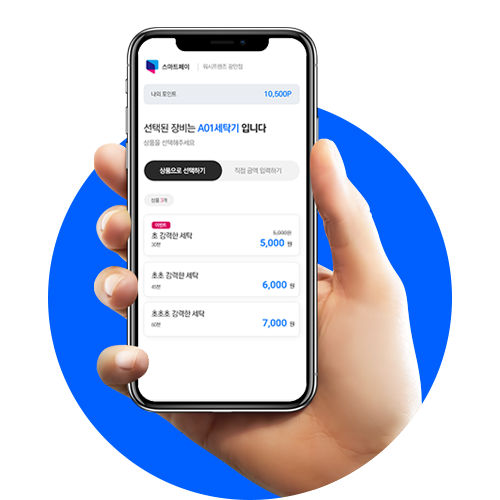 스마트페이 | 워시프렌즈 광안점
나의 포인트 10,500P
선택된 장비는 A01세탁기 입니다
상품을 선택해주세요
상품으로 선택하기 직접 금액 입력하기
상품 3개
이벤트
초 강력한 세탁 5,000원
30분 5,000 원
초초 강력한 세탁
45분 6,000 원
초초초 강력한 세탁
60분 7,000 원